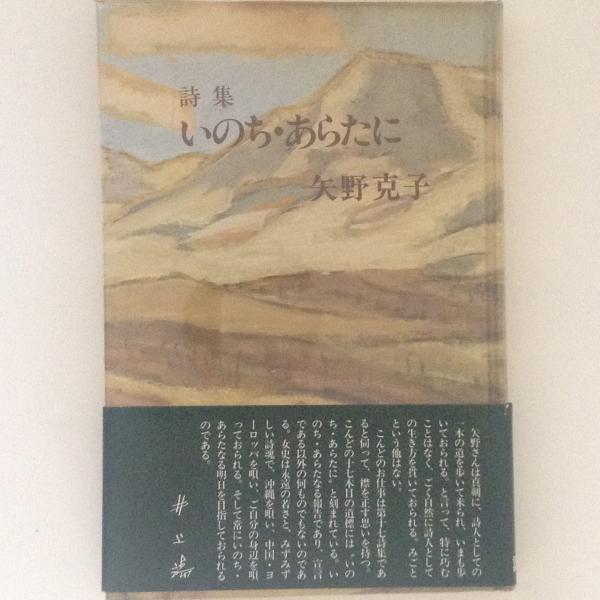 詩集
いのち・あらたに
矢野克子
矢野さんは真剣に、詩人としての
一本の道を歩いて来られ、いまも歩
いておられる、と言って、特に巧む
ことはなく、ごく自然に詩人として
の生き方を貫いておられる。みごと
という他はない。
こんどのお仕事は第十七詩集であ
ると伺って、襟を正す思いを持つ。
こんどの十七本目の道標には“いの
ち・あらたに”と刻まれている。い
のち・あらたなる報告であり、宣言
である以外の何ものでもないのであ
る。女史は永遠の若さと、みずみず
しい詩魂で、沖縄を唄い、中国・ヨ
ーロッパを唄い、ご自分の身辺を唄
っておられる。そして常にいのち・
あらたなる明日を目指しておられる
のである。
井上靖